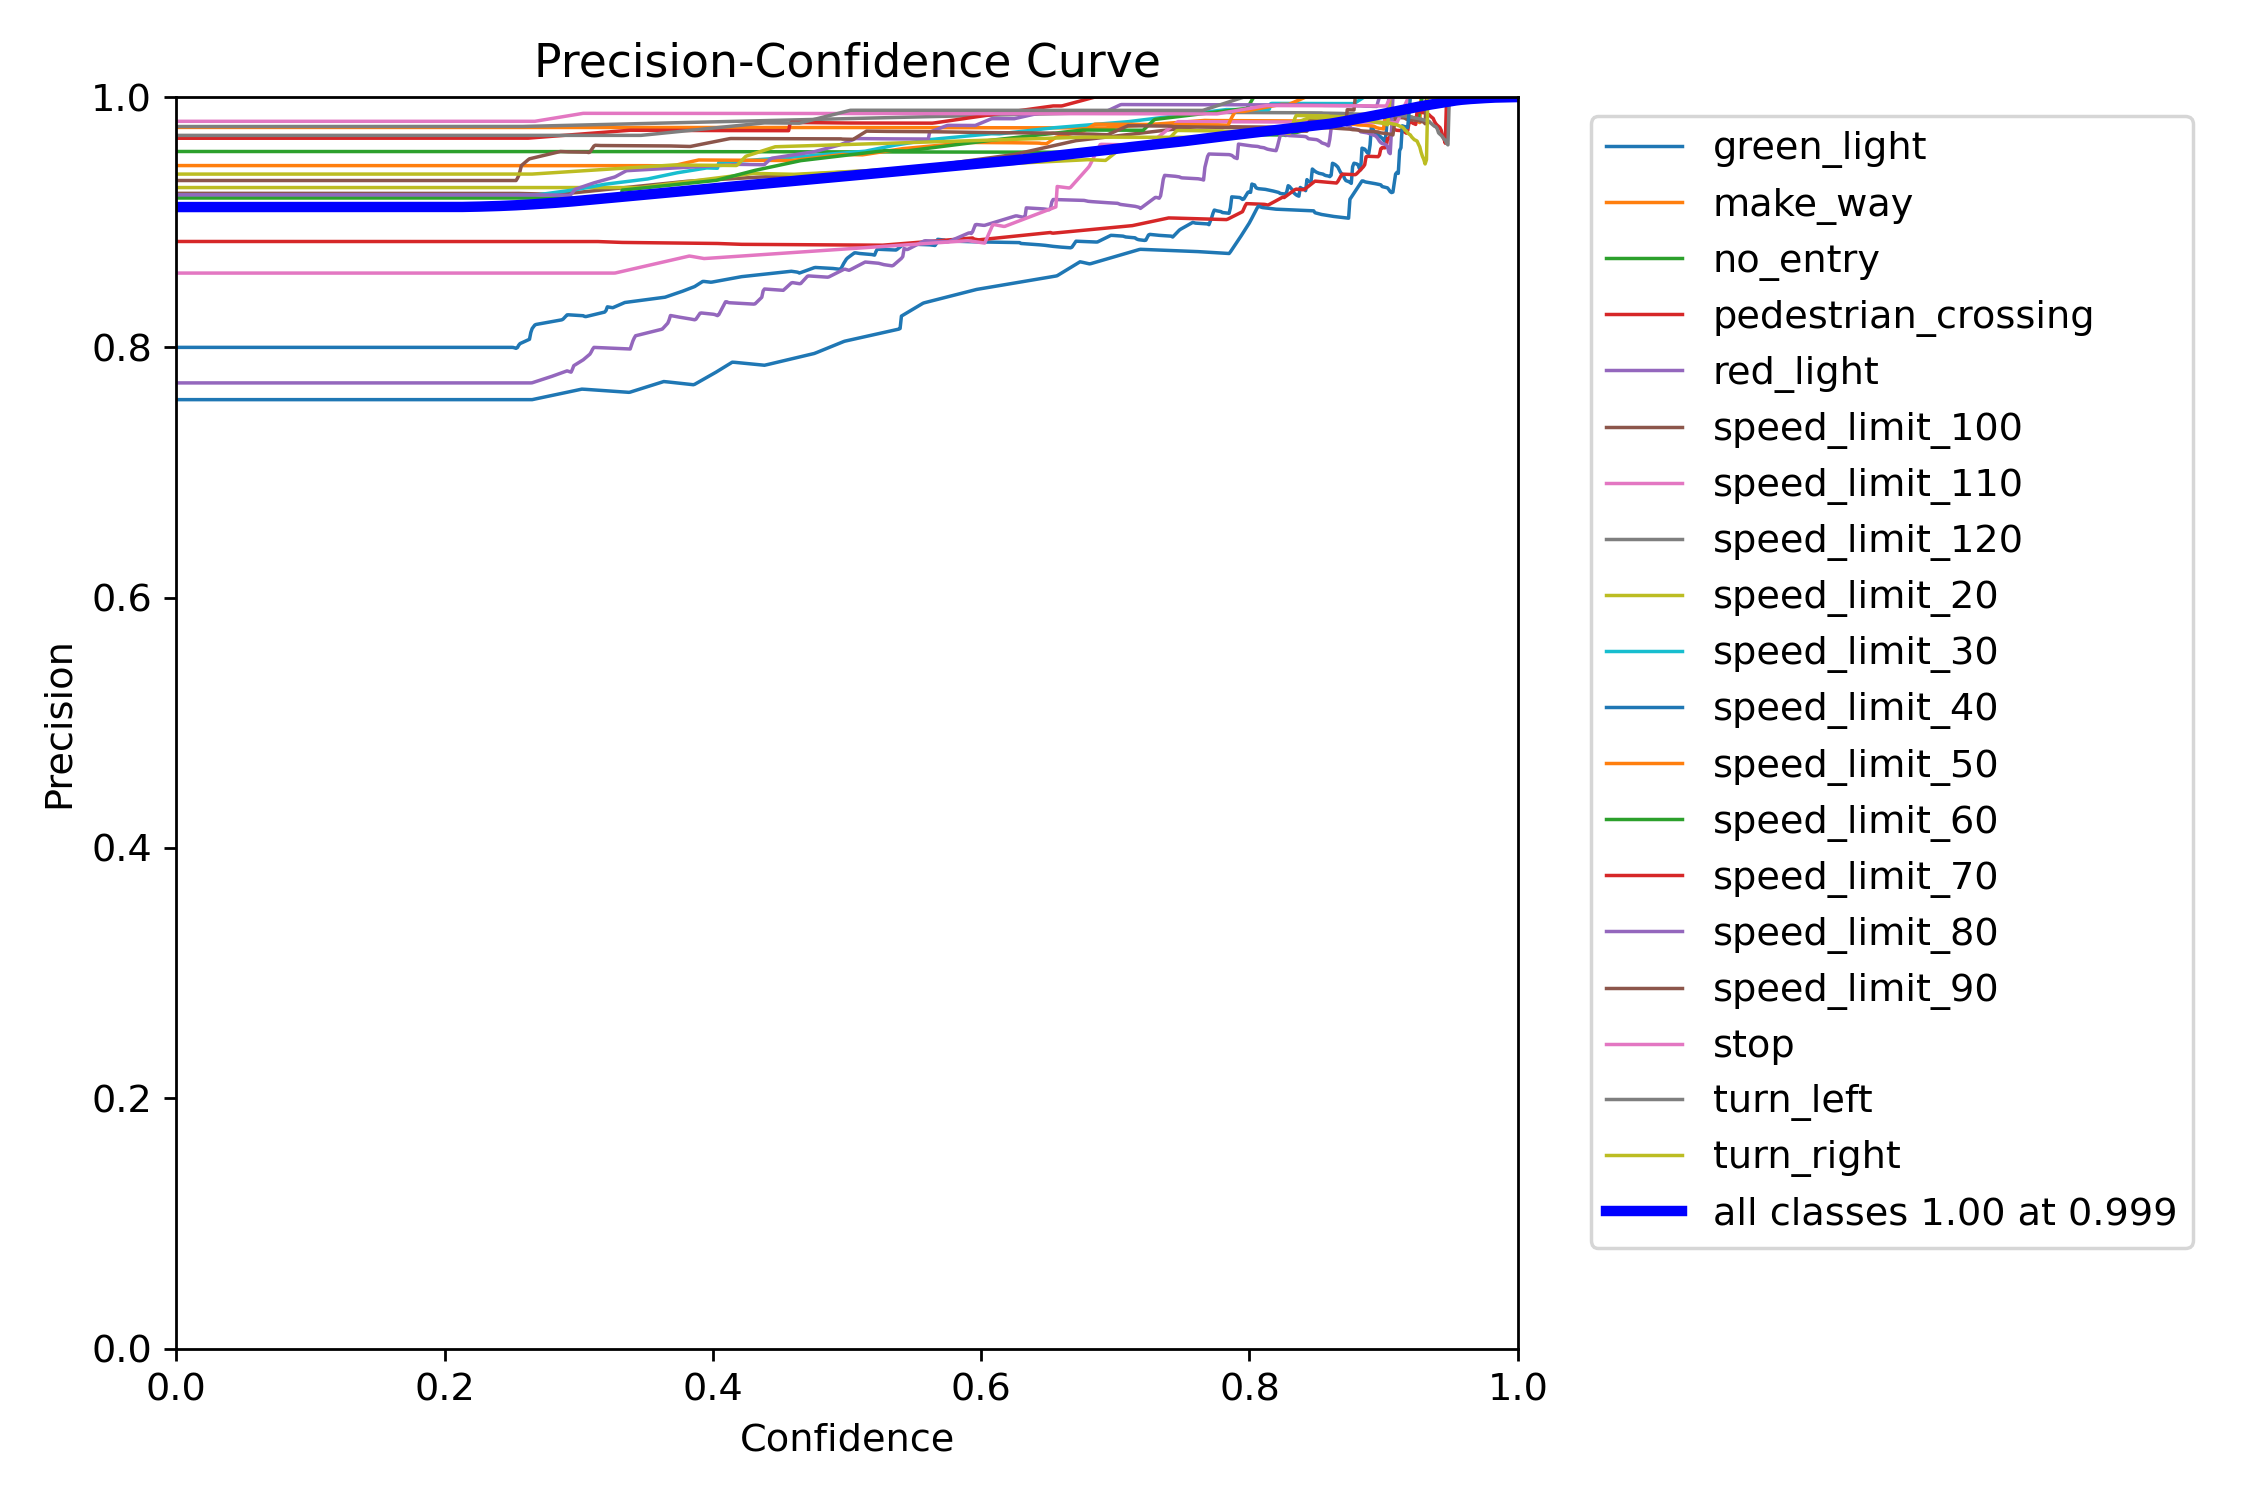 Precision-Confidence Curve
1.0
0.8
0.6
0.4
0.2
0.0
Precision
0.0 0.2 0.4 0.6 0.8 1.0
Confidence
green_light
make_way
no_entry
pedestrian_crossing
red_light
speed_limit_100
speed_limit_110
speed_limit_120
speed_limit_20
speed_limit_30
speed_limit_40
speed_limit_50
speed_limit_60
speed_limit_70
speed_limit_80
speed_limit_90
stop
turn_left
turn_right
all classes 1.00 at 0.999